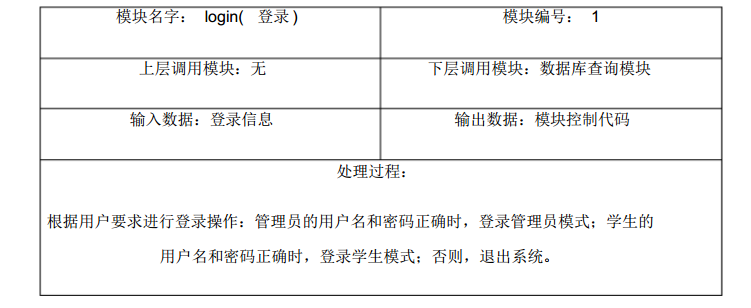 模块名字： login( 登录)
模块编号： 1
上层调用模块：无
下层调用模块：数据库查询模块
输入数据：登录信息
输出数据：模块控制代码
处理过程：
根据用户要求进行登录操作：管理员的用户名和密码正确时，登录管理员模式；学生的
用户名和密码正确时，登录学生模式；否则，退出系统。